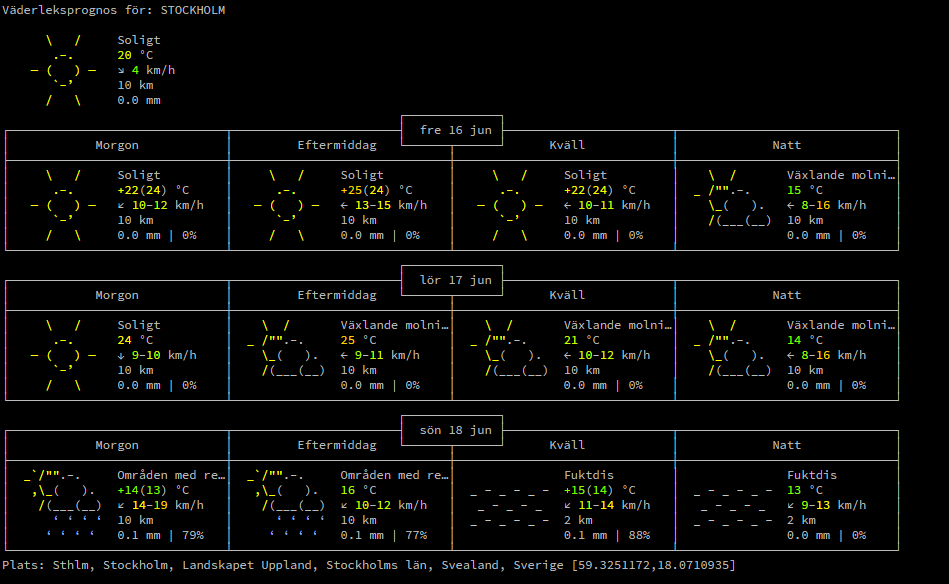 Väderleksprognos för: STOCKHOLM
Soligt
20 °C
↘ 4 km/h
10 km
0.0 mm
fre 16 jun
Morgon Eftermiddag Kväll Natt
Soligt Soligt Soligt Växlande molni…
+22(24) °C +25(24) °C +22(24) °C 15 °C
↙ 10-12 km/h ← 13-15 km/h ← 10-11 km/h ← 8-16 km/h
10 km 10 km 10 km 10 km
0.0 mm | 0% 0.0 mm | 0% 0.0 mm | 0% 0.0 mm | 0%
lör 17 jun
Morgon Eftermiddag Kväll Natt
Soligt Växlande molni… Växlande molni… Växlande molni…
24 °C 25 °C 21 °C 14 °C
↓ 9-10 km/h ← 9-11 km/h ← 10-12 km/h ← 8-16 km/h
10 km 10 km 10 km 10 km
0.0 mm | 0% 0.0 mm | 0% 0.0 mm | 0% 0.0 mm | 0%
sön 18 jun
Morgon Eftermiddag Kväll Natt
Områden med re… Områden med re… Fuktdis Fuktdis
+14(13) °C 16 °C +15(14) °C 13 °C
↙ 14-19 km/h ↙ 10-12 km/h ↙ 11-14 km/h ↙ 9-13 km/h
10 km 10 km 2 km 2 km
0.1 mm | 79% 0.1 mm | 77% 0.1 mm | 88% 0.0 mm | 0%
Plats: Sthlm, Stockholm, Landskapet Uppland, Stockholms län, Svealand, Sverige [59.3251172,18.0710935]